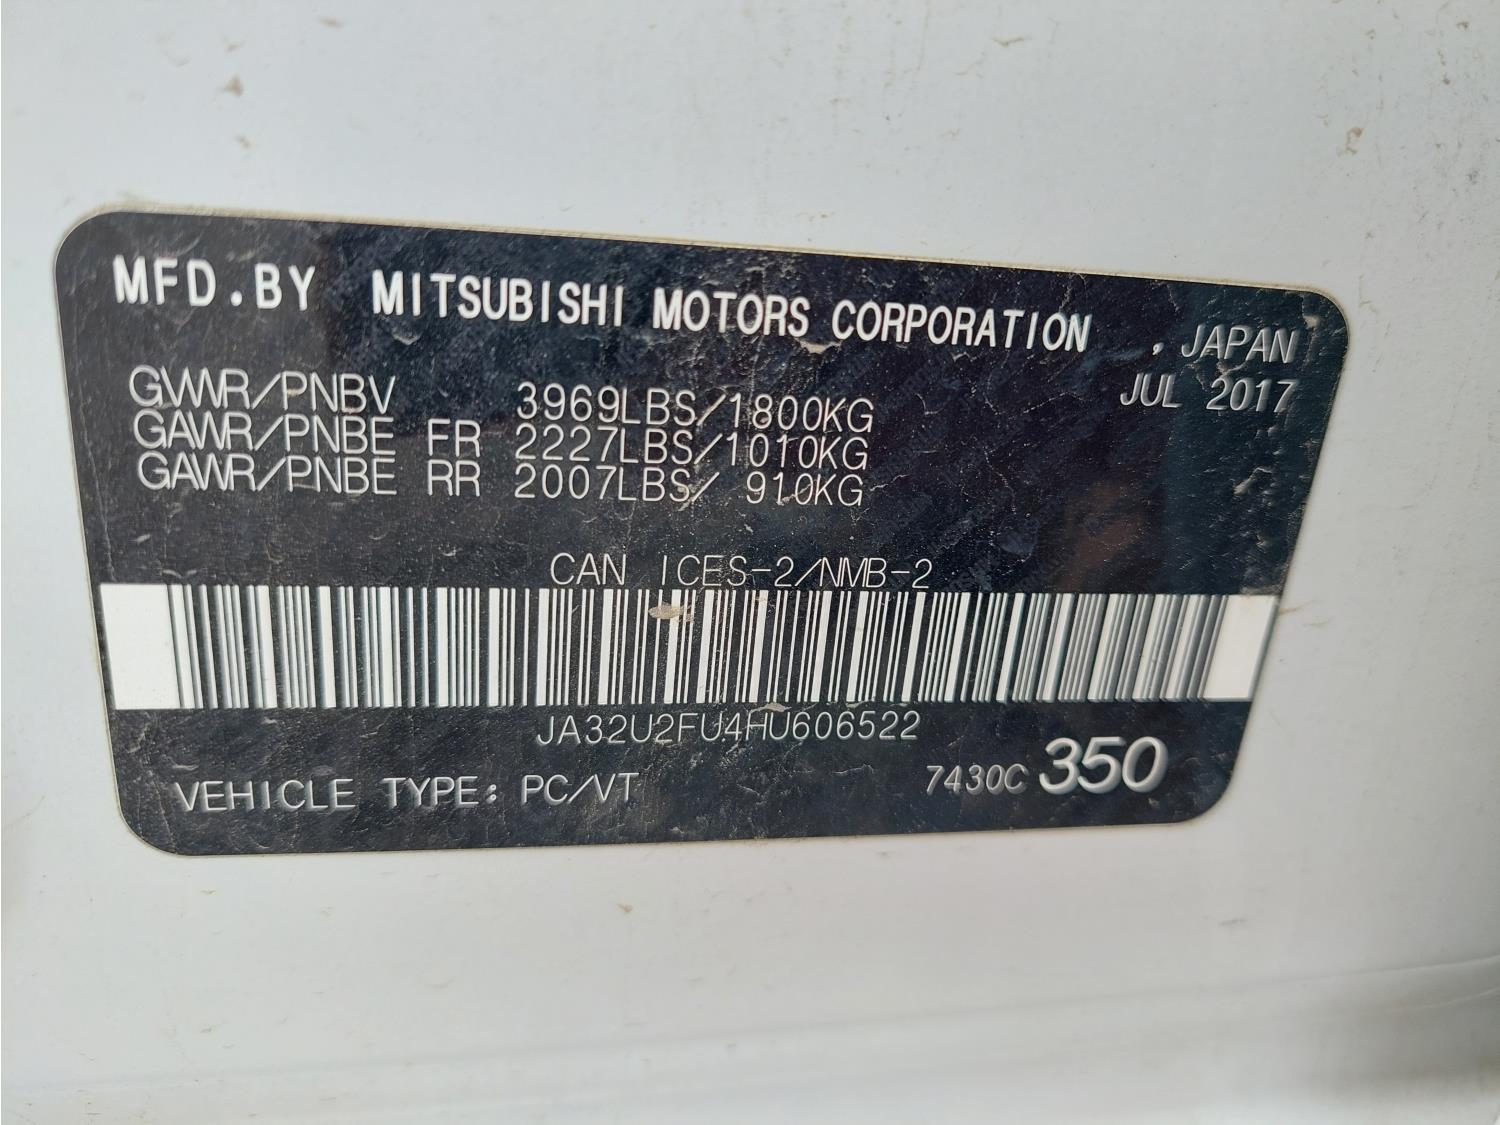 MFD.BY MITSUBISHI MOTORS CORPORATION , JAPAN
JUL 2017
GVWR/PNBV 3969LBS/1800KG
GAWR/PNBE FR 2227LBS/1010KG
GAWR/PNBE RR 2007LBS/ 910KG
CAN ICES-2/NMB-2
JA32U2FU4HU606522
VEHICLE TYPE: PC/VT 7430C 350